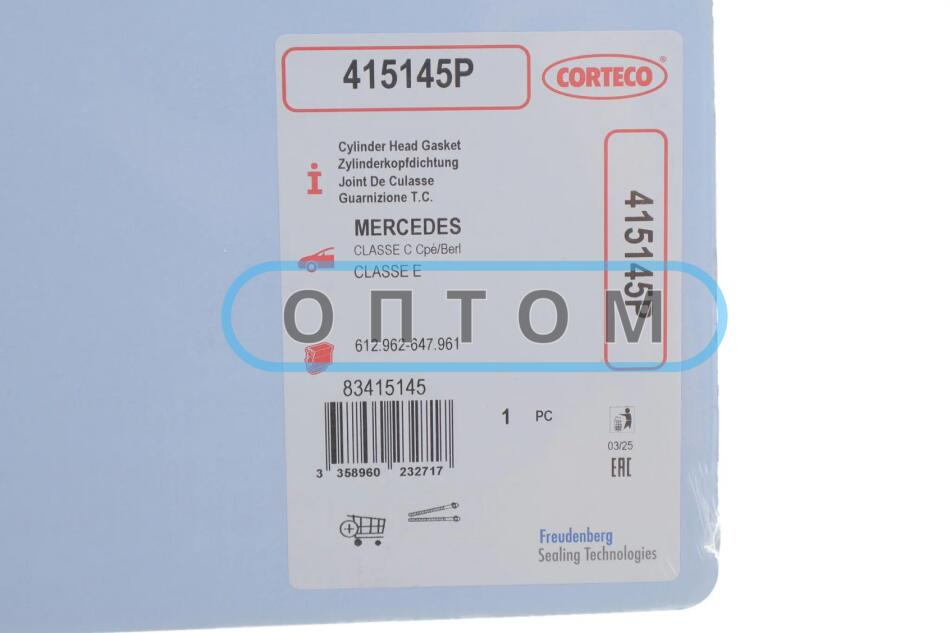 415145P
CORTECO®
Cylinder Head Gasket
Zylinderkopfdichtung
Joint De Culasse
Guarnizione T.C.
MERCEDES
CLASSE C Cpé/Berl
CLASSE E
415145P
ОПТОМ
612.962-647.961
83415145
3 358960 232717
1 PC
03/25
EAC
Freudenberg
Sealing Technologies